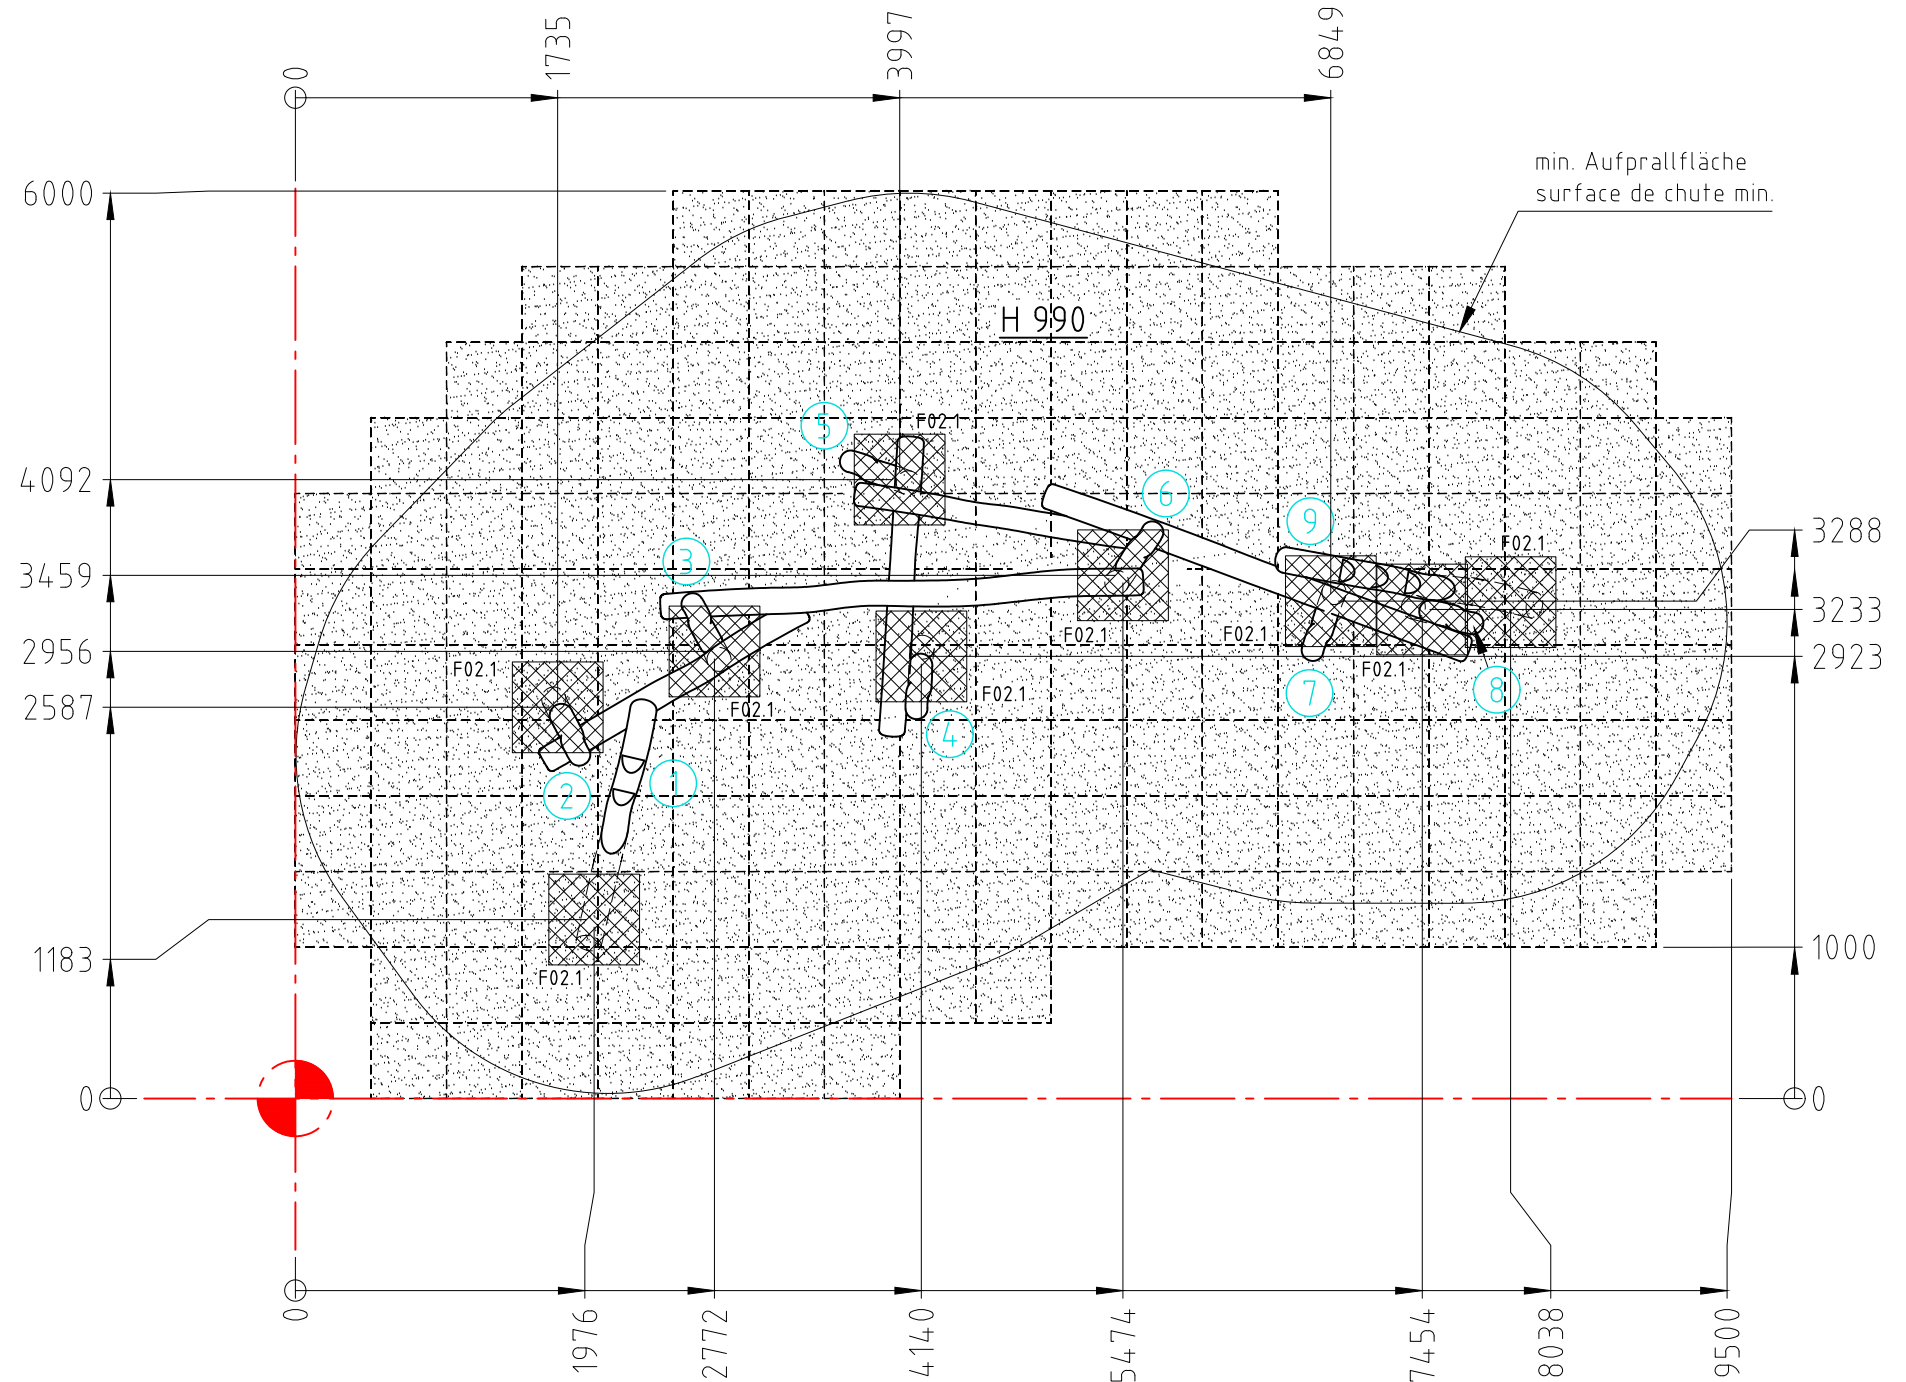 0
1735
3997
6849
min. Aufprallfläche
surface de chute min.
6000
H 990
5
F02.1
4092
6
9
3288
F02.1
3
3459
3233
F02.1
F02.1
2956
2923
F02.1
F02.1
7
8
F02.1
F02.1
2587
4
1
2
1183
F02.1
1000
0
0
0
1976
2772
4140
5474
7454
8038
9500